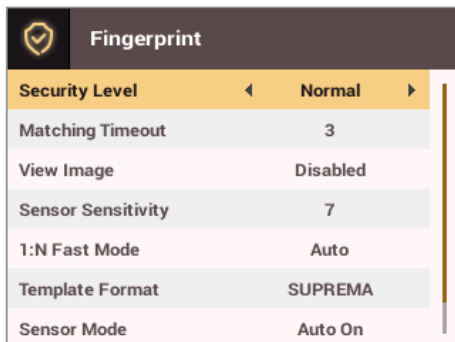 Fingerprint
Security Level Normal
Matching Timeout 3
View Image Disabled
Sensor Sensitivity 7
1:N Fast Mode Auto
Template Format SUPREMA
Sensor Mode Auto On